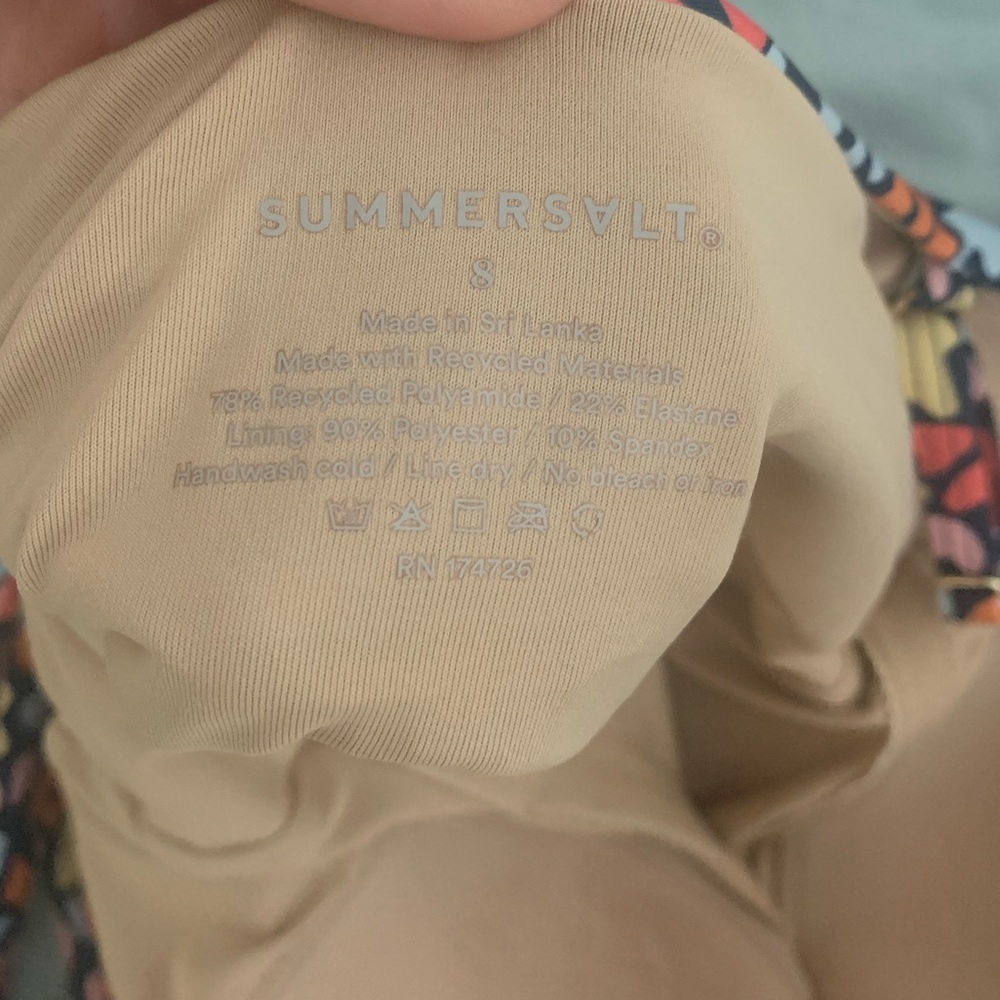 SUMMERSALT®
8
Made in Sri Lanka
Made with Recycled Materials
78% Recycled Polyamide / 22% Elastane
Lining: 90% Polyester / 10% Spandex
Handwash cold / Line dry / No bleach or iron
RN 174726